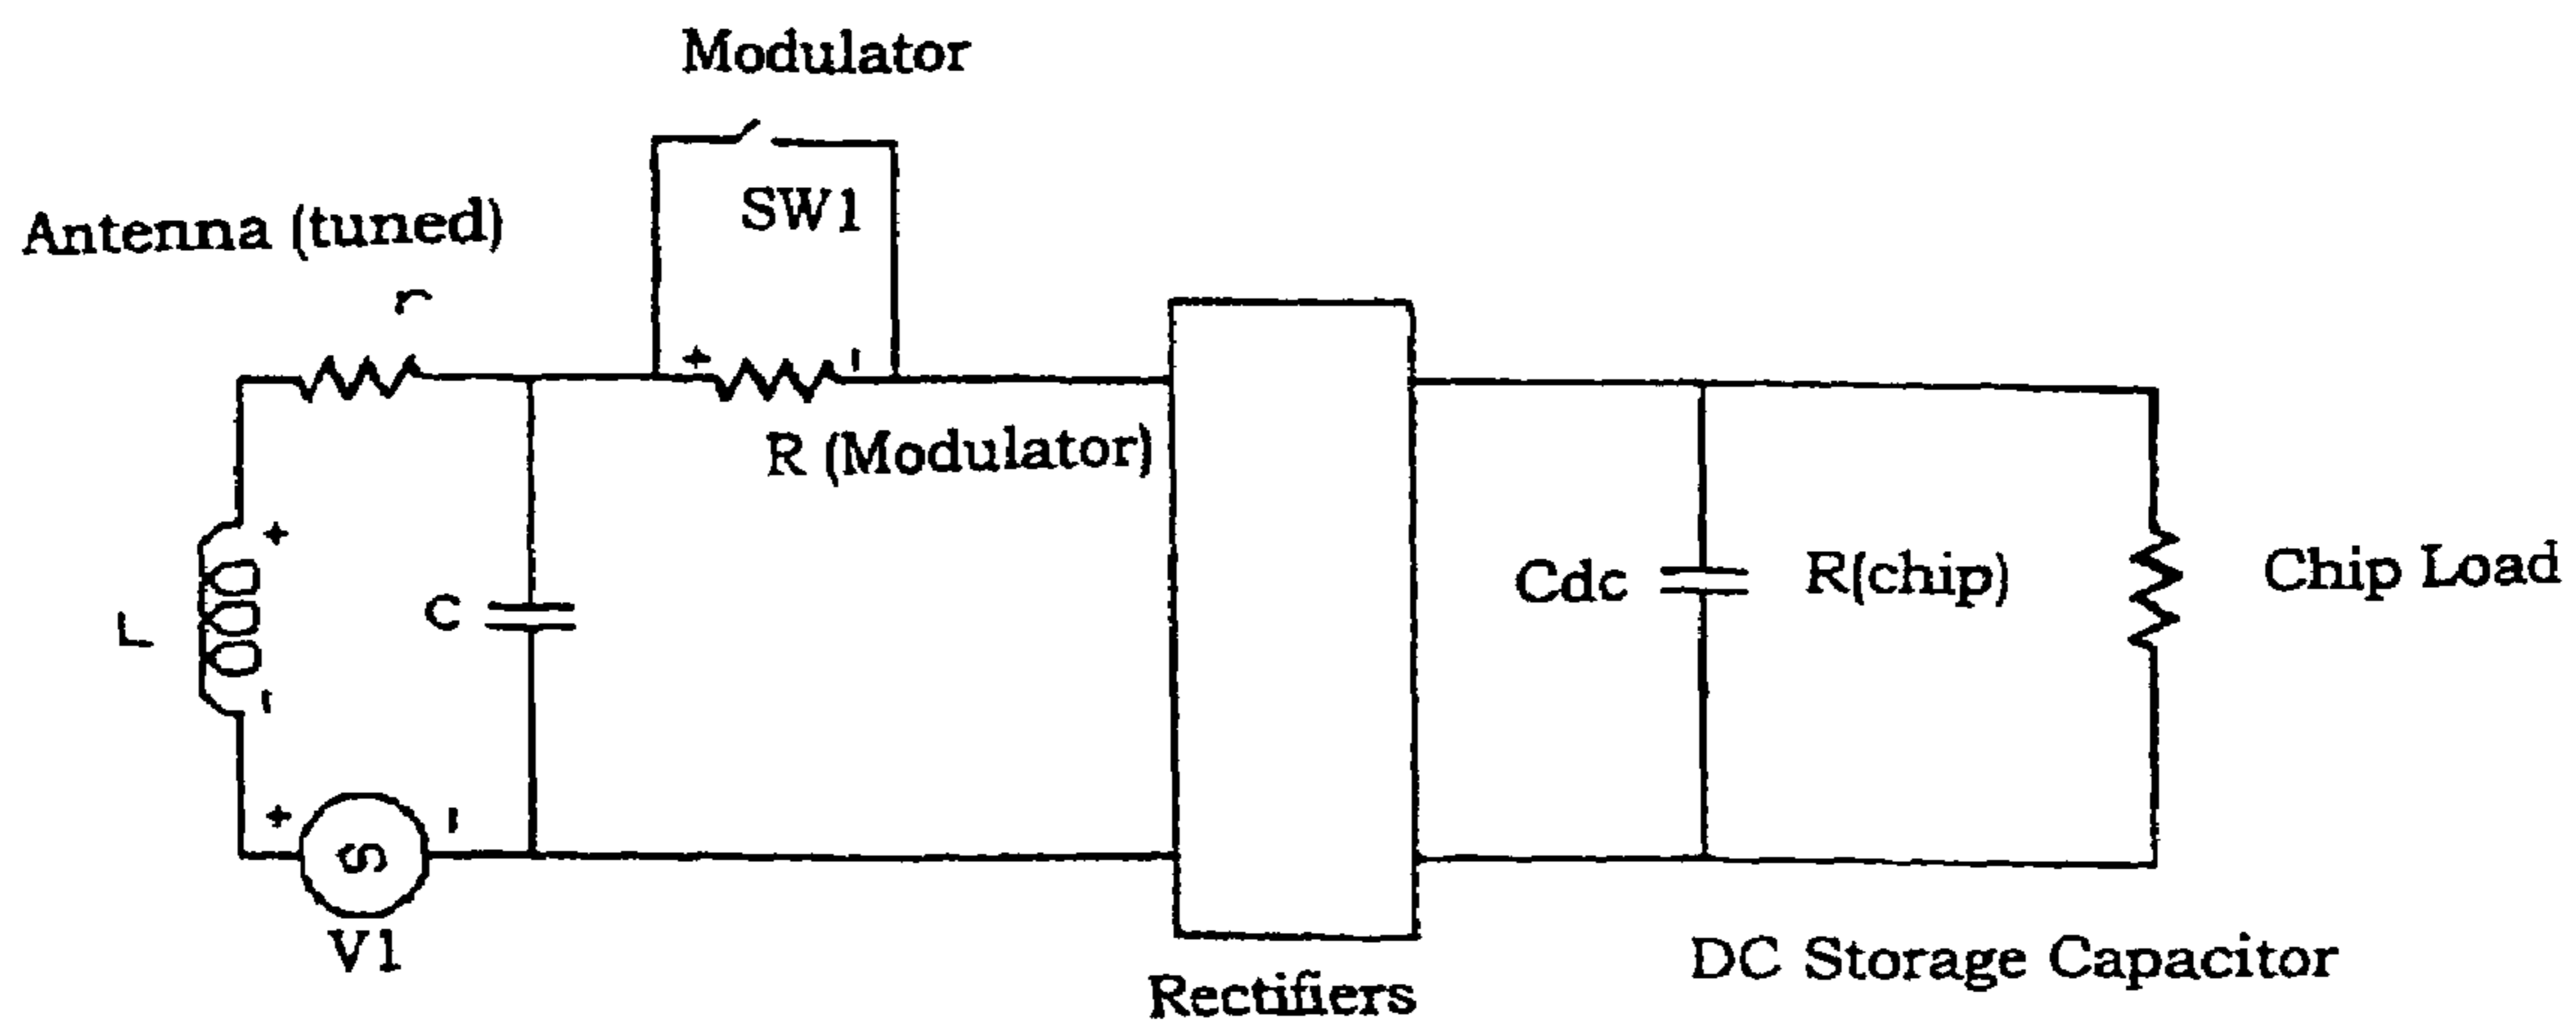 Modulator
SW1
Antenna (tuned)
r
+ -
R (Modulator)
+
L
-
C
Cdc
R(chip)
Chip Load
+ -
S
V1
Rectifiers
DC Storage Capacitor